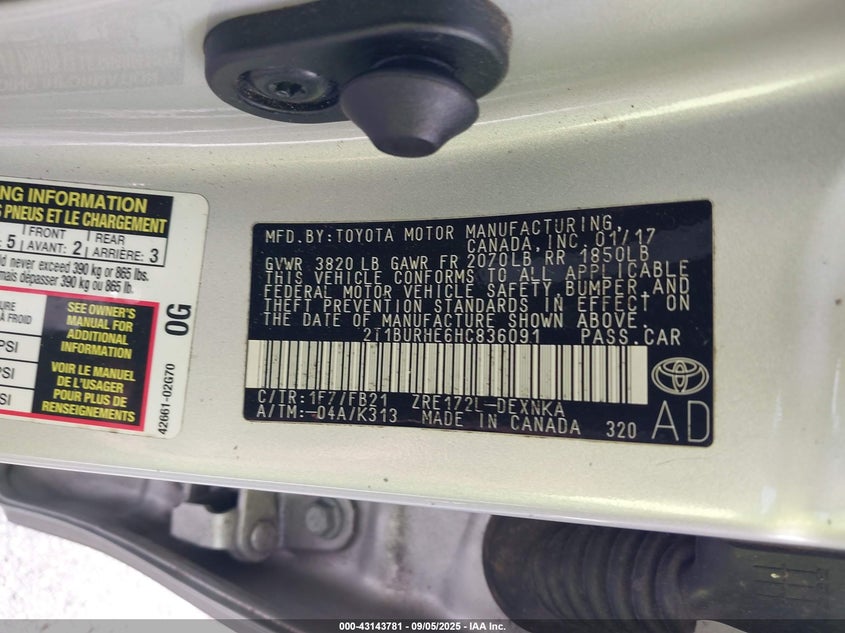 NG INFORMATION
PNEUS ET LE CHARGEMENT
5 FRONT AVANT: 2 REAR ARRIÈRE: 3
never exceed 390 kg or 865 lbs.
mais dépasser 390 kg ou 865 lb.
À FROID
PSI
PSI
SEE OWNER'S
MANUAL FOR
ADDITIONAL
INFORMATION
VOIR LE MANUEL
DE L'USAGER
POUR PLUS DE
RENSEIGNEMENTS
0G
42661-02G70
MFD.BY:TOYOTA MOTOR MANUFACTURING,
CANADA, INC. 01/17
GVWR 3820 LB GAWR FR 2070LB RR 1850LB
THIS VEHICLE CONFORMS TO ALL APPLICABLE
FEDERAL MOTOR VEHICLE SAFETY, BUMPER, AND
THEFT PREVENTION STANDARDS IN EFFECT ON
THE DATE OF MANUFACTURE SHOWN ABOVE.
2T1BURHE6HC836091 PASS.CAR
C/TR:1F7/FB21 ZRE172L-DEXNKA
A/TM:-04A/K313 MADE IN CANADA 320
AD
000-43143781 - 09/05/2025 - IAA Inc.